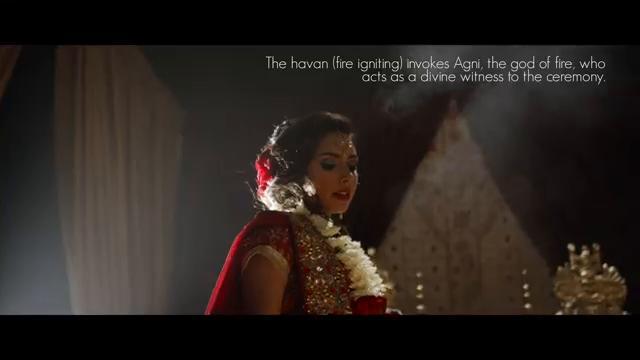 The havan (fire igniting) invokes Agni, the god of fire, who
acts as a divine witness to the ceremony.